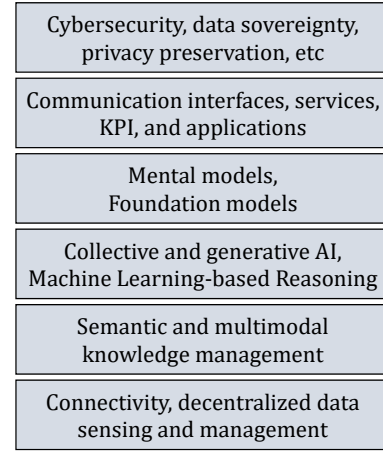 Cybersecurity, data sovereignty,
privacy preservation, etc
Communication interfaces, services,
KPI, and applications
Mental models,
Foundation models
Collective and generative AI,
Machine Learning-based Reasoning
Semantic and multimodal
knowledge management
Connectivity, decentralized data
sensing and management